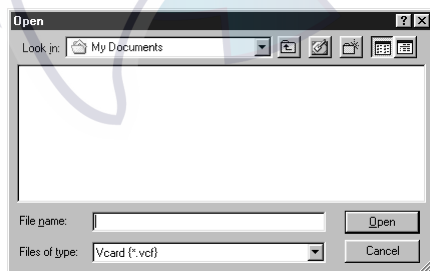 Open
Look in: My Documents
File name: Open
Files of type: Vcard {*.vcf} Cancel